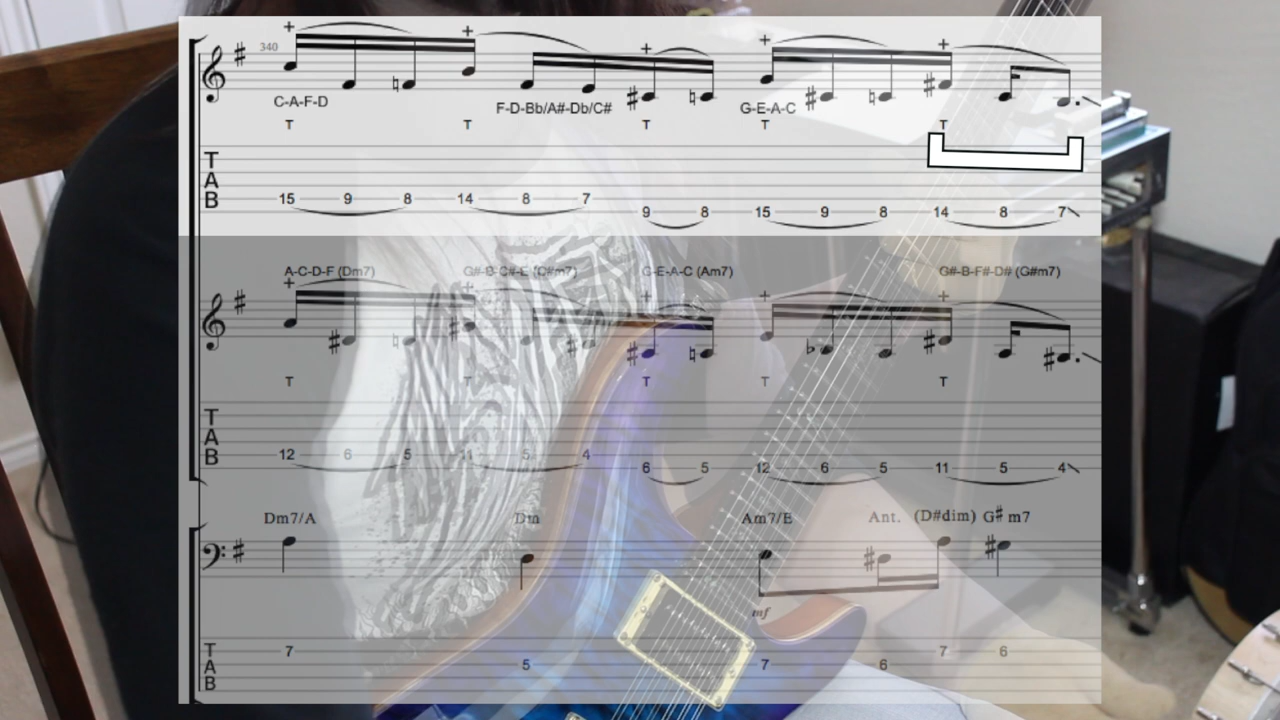 340
C-A-F-D F-D-Bb/A#-Db/C# G-E-A-C
T T T T T
T
A
B
15 9 8 14 8 7 9 8 15 9 8 14 8 7
A-C-D-F (Dm7) G#-B-C#-E (C#m7) G-E-A-C (Am7) G#-B-F#-D# (G#m7)
T T T T T
T
A
B
12 6 5 11 5 4 6 5 12 6 5 11 5 4
Dm7/A Dm Am7/E Ant. (D#dim) G# m7
mf
T
A
B
7 5 7 6 7 6